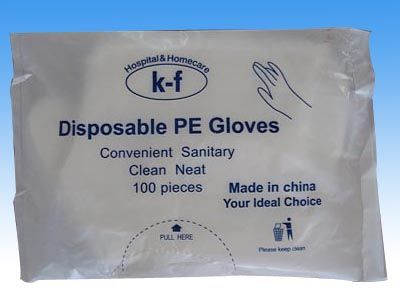 Hospital & Homecare
k-f
Disposable PE Gloves
Convenient Sanitary
Clean Neat
100 pieces
Made in china
Your Ideal Choice
PULL HERE
Please keep clean